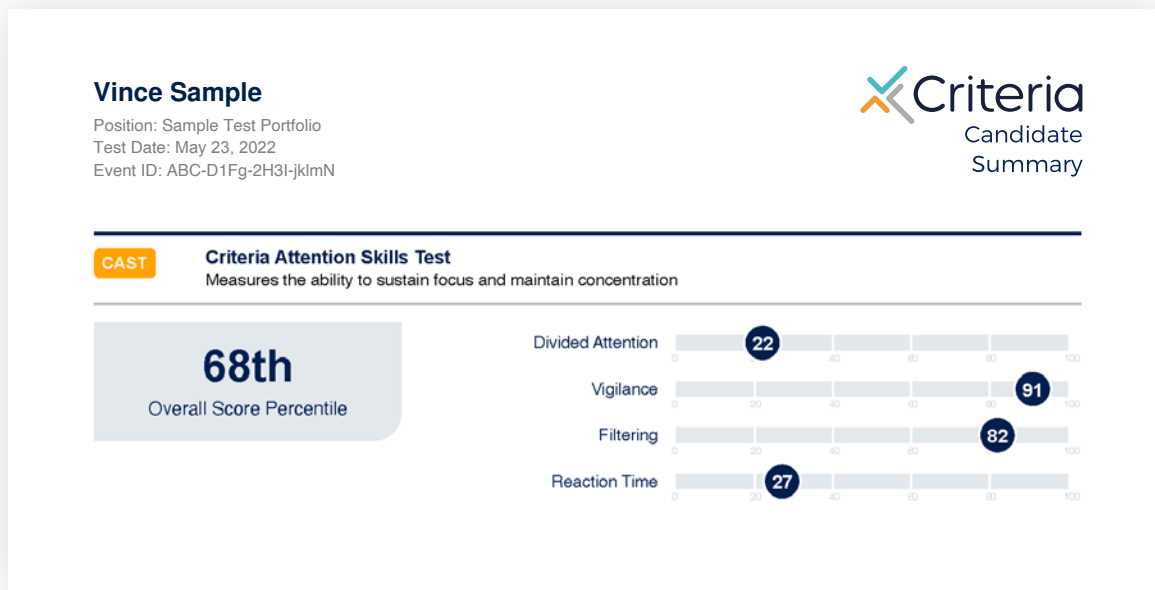 Vince Sample
Position: Sample Test Portfolio
Test Date: May 23, 2022
Event ID: ABC-D1Fg-2H3I-jklmN
Criteria
Candidate
Summary
CAST
Criteria Attention Skills Test
Measures the ability to sustain focus and maintain concentration
68th
Overall Score Percentile
Divided Attention 22
0 40 60 80 100
Vigilance 91
0 20 40 60 80 100
Filtering 82
0 20 40 60 100
Reaction Time 27
0 20 40 60 80 100